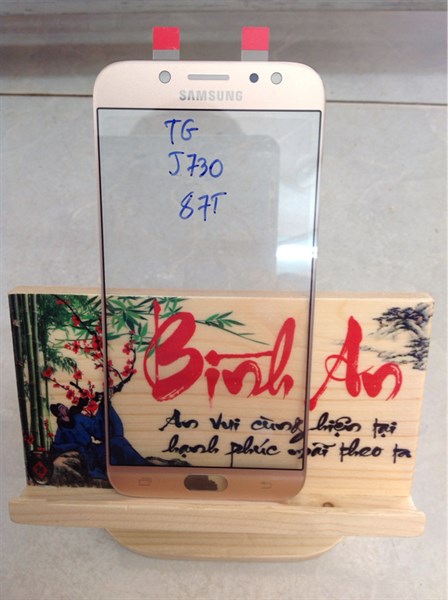 SAMSUNG
TG
J730
87T
Bình An
An vui cùng hiện tại
hạnh phúc mãi theo ta